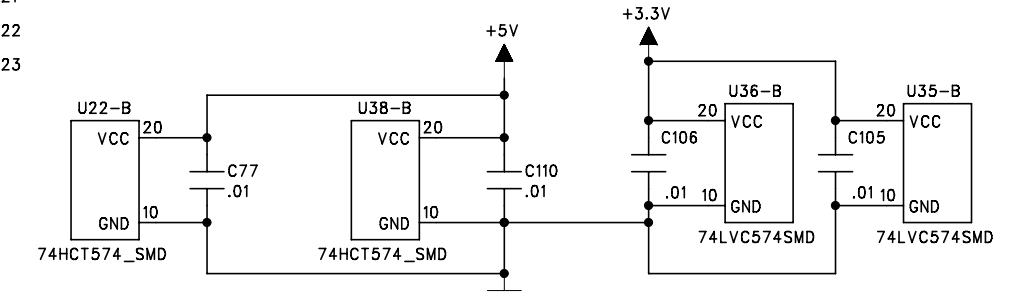 22
23
+5V
+3.3V
U22-B
20
VCC
C77
.01
10
GND
74HCT574_SMD
U38-B
20
VCC
C110
.01
10
GND
74HCT574_SMD
U36-B
20
VCC
C106
.01
10
GND
74LVC574SMD
U35-B
20
VCC
C105
.01
10
GND
74LVC574SMD